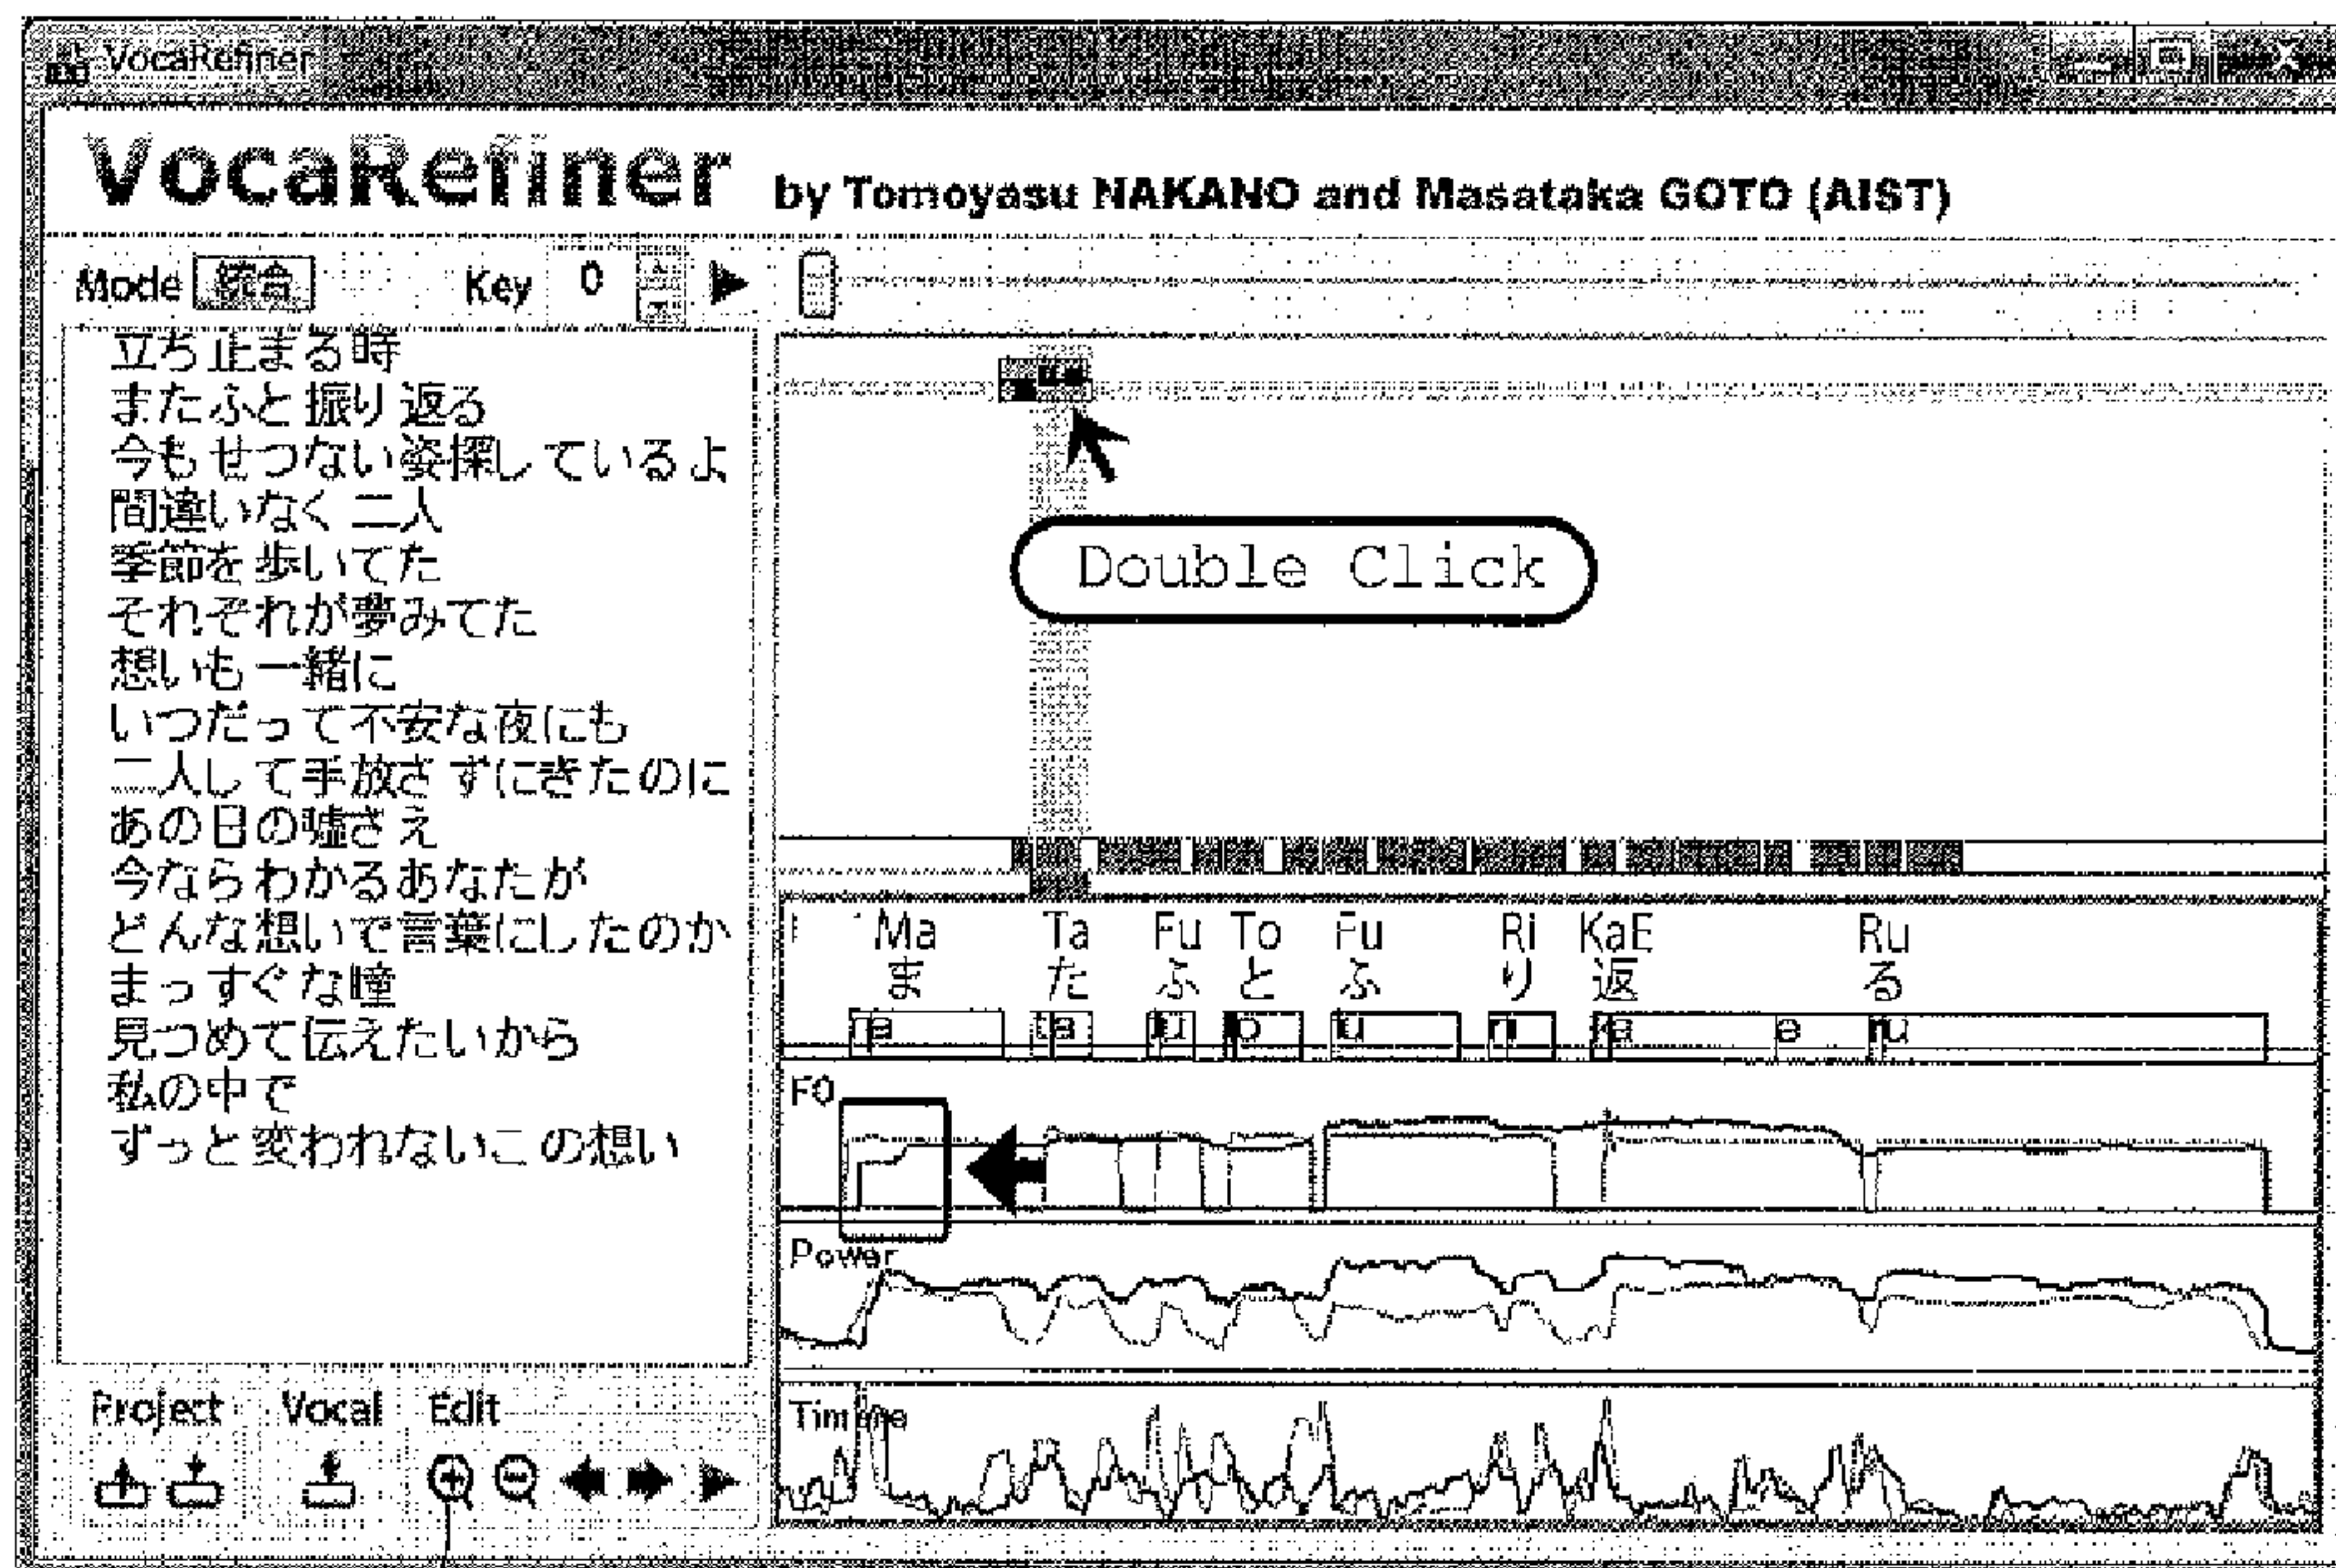 VocaRefiner
VocaRefiner by Tomoyasu NAKANO and Masataka GOTO (AIST)
Mode 統合 Key 0
立ち止まる時
またふと振り返る
今もせつない姿探しているよ
間違いなく二人
季節を歩いてた
それぞれが夢みてた
想いも一緒に
いつだって不安な夜にも
二人して手放さずにきたのに
あの日の嘘さえ
今ならわかるあなたが
どんな想いで言葉にしたのか
まっすぐな瞳
見つめて伝えたいから
私の中で
ずっと変われないこの想い
Project Vocal Edit
Double Click
Ma Ta Fu To Fu Ri KaE Ru
ま た ふ と ふ り 返 る
a ta u o u ka e ru
F0
Power